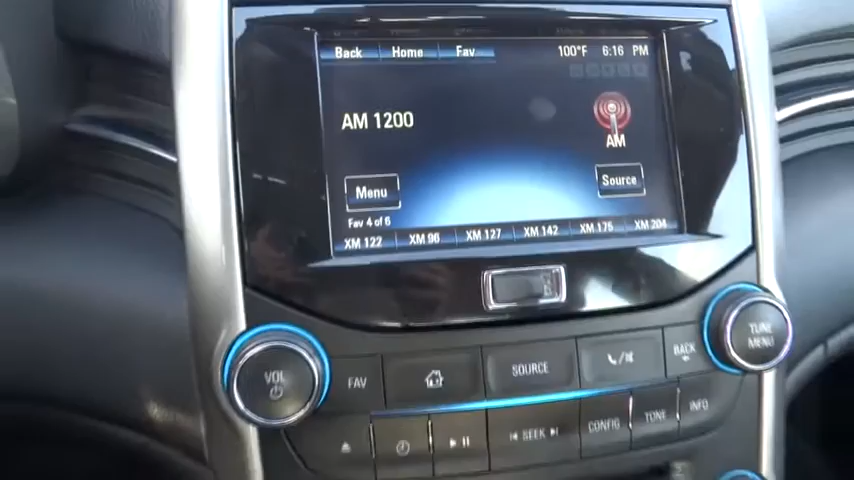 Back Home Fav 100°F 6:16 PM
AM 1200
AM
Menu Source
Fav 4 of 6
XM 122 XM 96 XM 127 XM 142 XM 175 XM 204
VOL
FAV
SOURCE
BACK
TUNE
MENU
SEEK
CONFIG
TONE
INFO